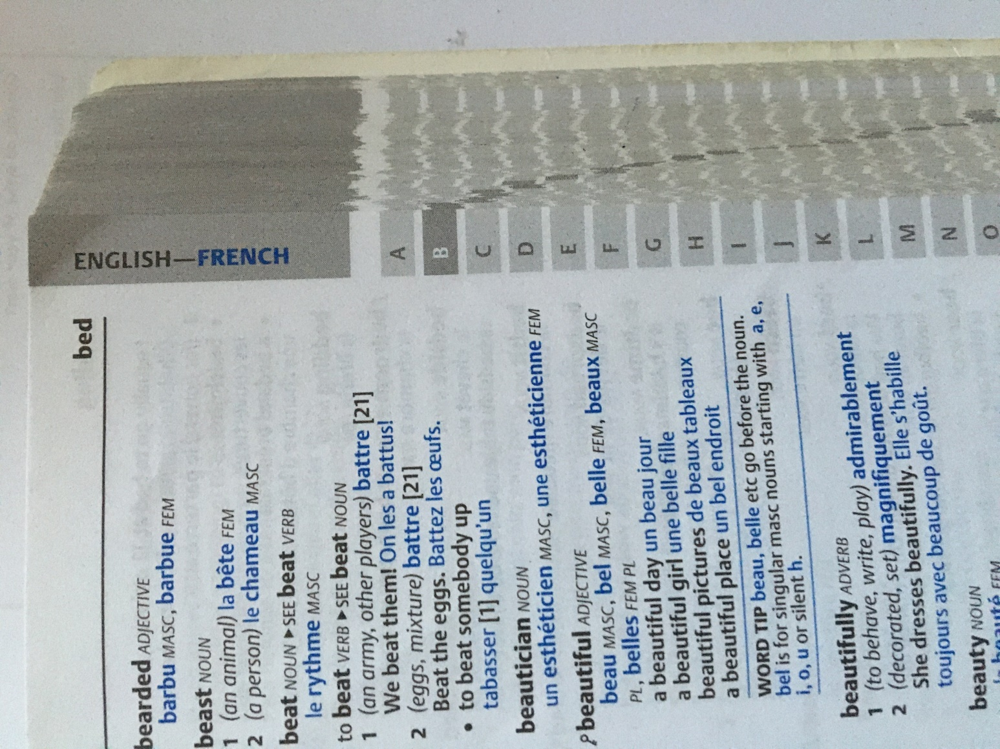 bed
ENGLISH—FRENCH
bearded ADJECTIVE
barbu MASC, barbue FEM
beast NOUN
1 (an animal) la bête FEM
2 (a person) le chameau MASC
beat NOUN ▶ SEE beat VERB
le rythme MASC
to beat VERB ▶ SEE beat NOUN
1 (an army, other players) battre [21]
We beat them! On les a battus!
2 (eggs, mixture) battre [21]
Beat the eggs. Battez les œufs.
• to beat somebody up
tabasser [1] quelqu'un
beautician NOUN
un esthéticien MASC, une esthéticienne FEM
beautiful ADJECTIVE
beau MASC, bel MASC, belle FEM, beaux MASC
PL, belles FEM PL
a beautiful day un beau jour
a beautiful girl une belle fille
beautiful pictures de beaux tableaux
a beautiful place un bel endroit
WORD TIP beau, belle etc go before the noun.
bel is for singular masc nouns starting with a, e,
i, o, u or silent h.
beautifully ADVERB
1 (to behave, write, play) admirablement
2 (decorated, set) magnifiquement
She dresses beautifully. Elle s'habille
toujours avec beaucoup de goût.
beauty NOUN
la beauté FEM
A
B
C
D
E
F
G
H
I
J
K
L
M
N
O